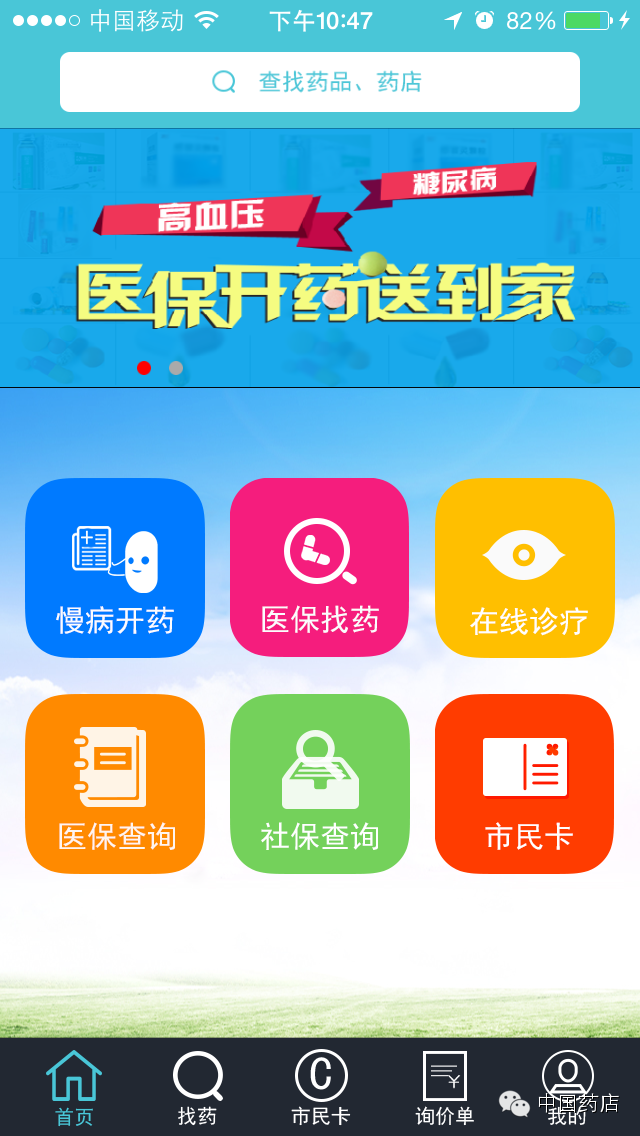 中国移动 下午10:47 82%
查找药品、药店
糖尿病
高血压
医保开药送到家
慢病开药 医保找药 在线诊疗
医保查询 社保查询 市民卡
首页 找药 市民卡 询价单 我的
中国药店